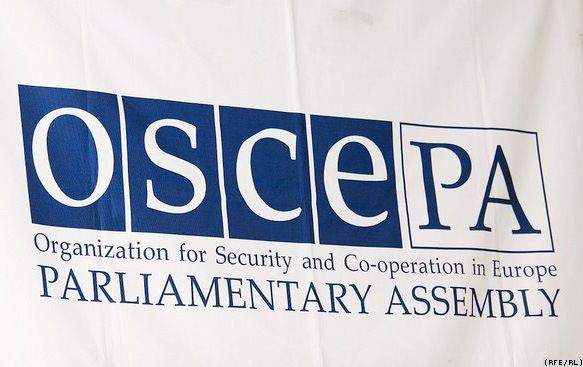 oscePA
Organization for Security and Co-operation in Europe
PARLIAMENTARY ASSEMBLY
(RFE/RL)